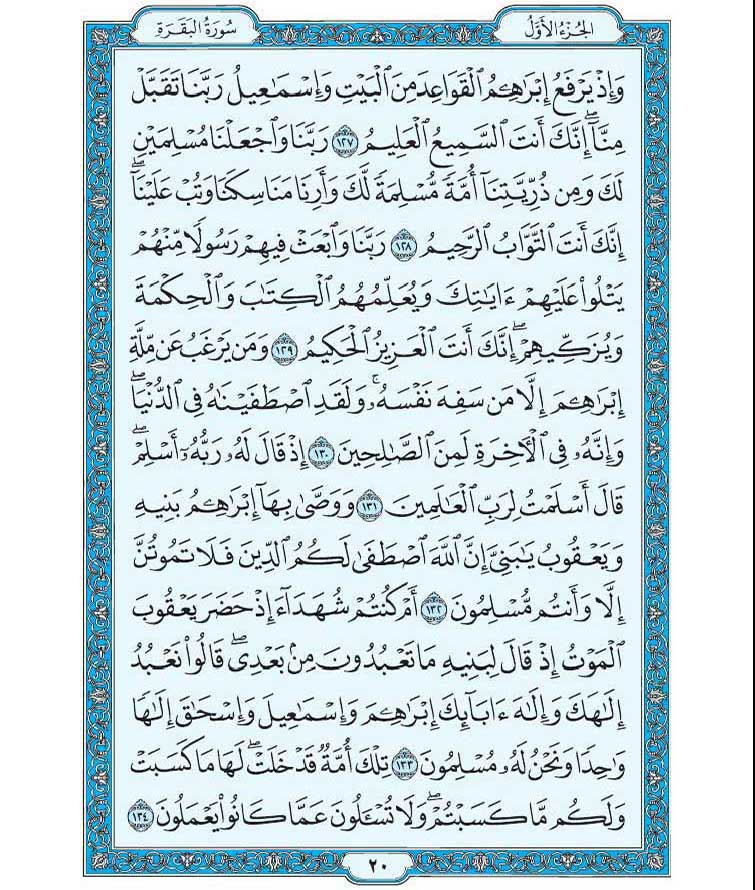 الجُزْءُ الأَوَّلُ
سُورَةُ البَقَرَةِ
وَإِذْ يَرْفَعُ إِبْرَٰهِـۧمُ ٱلْقَوَاعِدَ مِنَ ٱلْبَيْتِ وَإِسْمَٰعِيلُ رَبَّنَا تَقَبَّلْ
مِنَّآ ۖ إِنَّكَ أَنتَ ٱلسَّمِيعُ ٱلْعَلِيمُ ١٢٧ رَبَّنَا وَٱجْعَلْنَا مُسْلِمَيْنِ
لَكَ وَمِن ذُرِّيَّتِنَآ أُمَّةً مُّسْلِمَةً لَّكَ وَأَرِنَا مَنَاسِكَنَا وَتُبْ عَلَيْنَآ ۖ
إِنَّكَ أَنتَ ٱلتَّوَّابُ ٱلرَّحِيمُ ١٢٨ رَبَّنَا وَٱبْعَثْ فِيهِمْ رَسُولًا مِّنْهُمْ
يَتْلُوا۟ عَلَيْهِمْ ءَايَٰتِكَ وَيُعَلِّمُهُمُ ٱلْكِتَٰبَ وَٱلْحِكْمَةَ
وَيُزَكِّيهِمْ ۚ إِنَّكَ أَنتَ ٱلْعَزِيزُ ٱلْحَكِيمُ ١٢٩ وَمَن يَرْغَبُ عَن مِّلَّةِ
إِبْرَٰهِـۧمَ إِلَّا مَن سَفِهَ نَفْسَهُۥ ۚ وَلَقَدِ ٱصْطَفَيْنَٰهُ فِى ٱلدُّنْيَا ۖ
وَإِنَّهُۥ فِى ٱلْـَٔاخِرَةِ لَمِنَ ٱلصَّٰلِحِينَ ١٣٠ إِذْ قَالَ لَهُۥ رَبُّهُۥٓ أَسْلِمْ ۖ
قَالَ أَسْلَمْتُ لِرَبِّ ٱلْعَٰلَمِينَ ١٣١ وَوَصَّىٰ بِهَآ إِبْرَٰهِـۧمُ بَنِيهِ
وَيَعْقُوبُ يَٰبَنِىَّ إِنَّ ٱللَّهَ ٱصْطَفَىٰ لَكُمُ ٱلدِّينَ فَلَا تَمُوتُنَّ
إِلَّا وَأَنتُم مُّسْلِمُونَ ١٣٢ أَمْ كُنتُمْ شُهَدَآءَ إِذْ حَضَرَ يَعْقُوبَ
ٱلْمَوْتُ إِذْ قَالَ لِبَنِيهِ مَا تَعْبُدُونَ مِنۢ بَعْدِى ۖ قَالُوا۟ نَعْبُدُ
إِلَٰهَكَ وَإِلَٰهَ ءَابَآئِكَ إِبْرَٰهِـۧمَ وَإِسْمَٰعِيلَ وَإِسْحَٰقَ إِلَٰهًا
وَٰحِدًا وَنَحْنُ لَهُۥ مُسْلِمُونَ ١٣٣ تِلْكَ أُمَّةٌ قَدْ خَلَتْ ۖ لَهَا مَا كَسَبَتْ
وَلَكُم مَّا كَسَبْتُمْ ۖ وَلَا تُسْـَٔلُونَ عَمَّا كَانُوا۟ يَعْمَلُونَ ١٣٤
٢٠